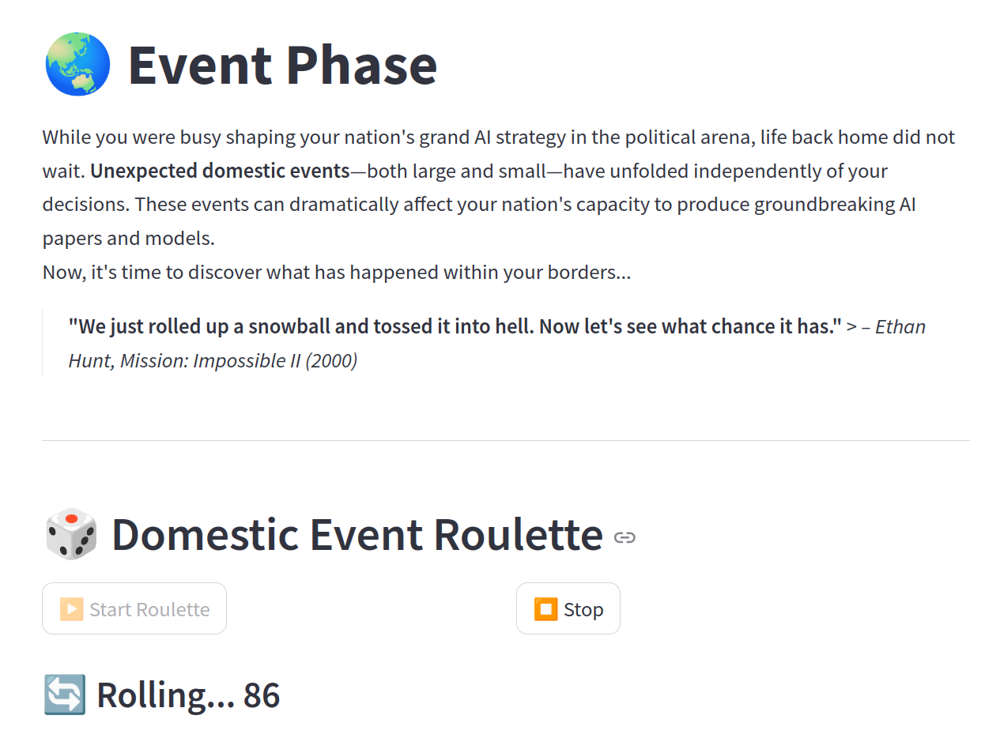 Event Phase
While you were busy shaping your nation's grand AI strategy in the political arena, life back home did not
wait. Unexpected domestic events—both large and small—have unfolded independently of your
decisions. These events can dramatically affect your nation's capacity to produce groundbreaking AI
papers and models.
Now, it's time to discover what has happened within your borders...
"We just rolled up a snowball and tossed it into hell. Now let's see what chance it has." > – Ethan
Hunt, Mission: Impossible II (2000)
Domestic Event Roulette
Start Roulette
Stop
Rolling... 86